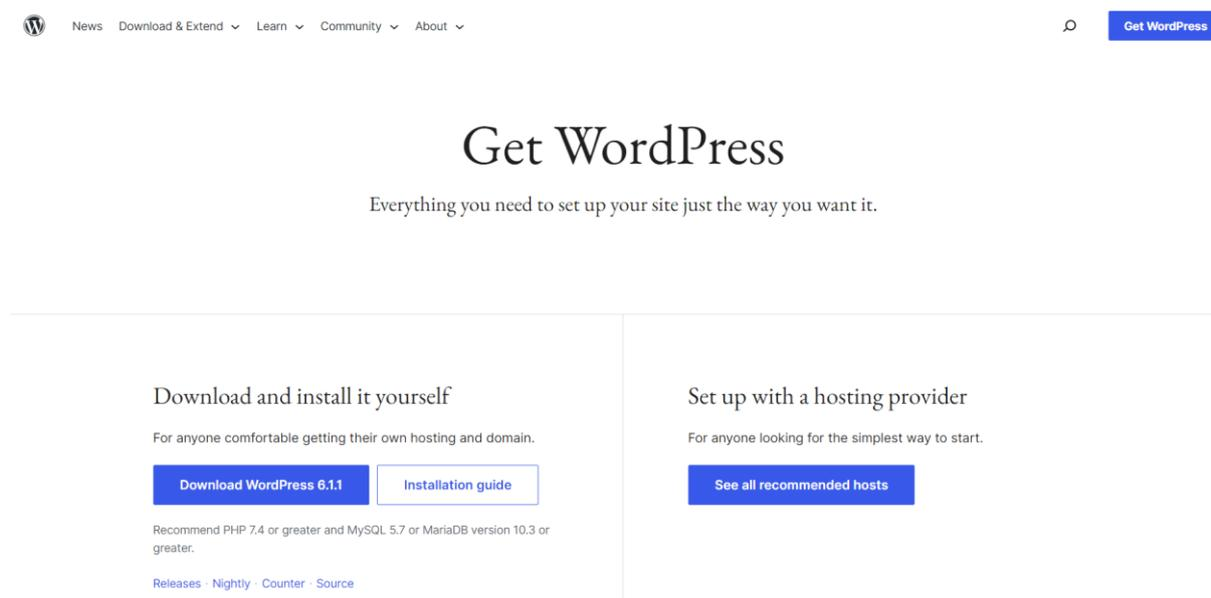 News Download & Extend Learn Community About Get WordPress
Get WordPress
Everything you need to set up your site just the way you want it.
Download and install it yourself
For anyone comfortable getting their own hosting and domain.
Download WordPress 6.1.1 Installation guide
Recommend PHP 7.4 or greater and MySQL 5.7 or MariaDB version 10.3 or
greater.
Releases · Nightly · Counter · Source
Set up with a hosting provider
For anyone looking for the simplest way to start.
See all recommended hosts